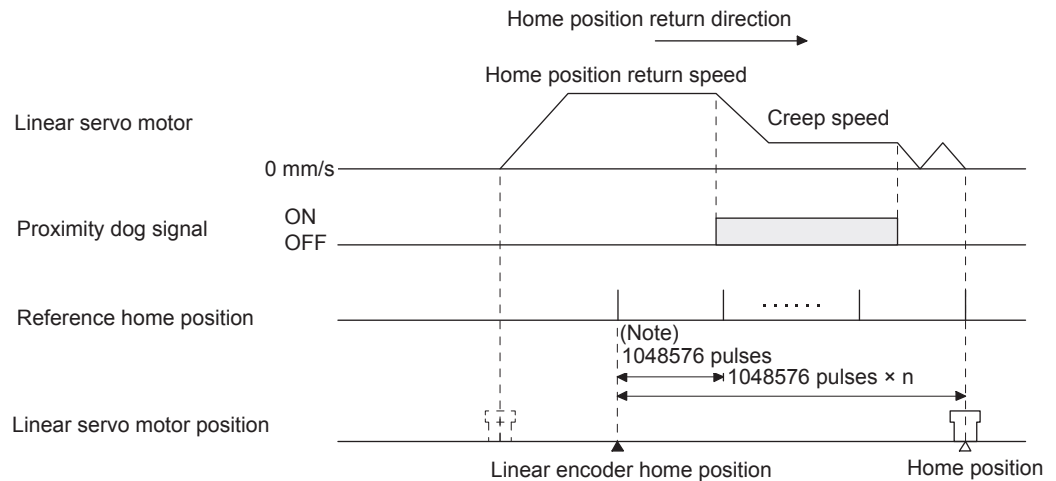 Home position return direction
Home position return speed
Linear servo motor
Creep speed
0 mm/s
Proximity dog signal
ON
OFF
Reference home position
(Note)
1048576 pulses
1048576 pulses × n
Linear servo motor position
Linear encoder home position
Home position